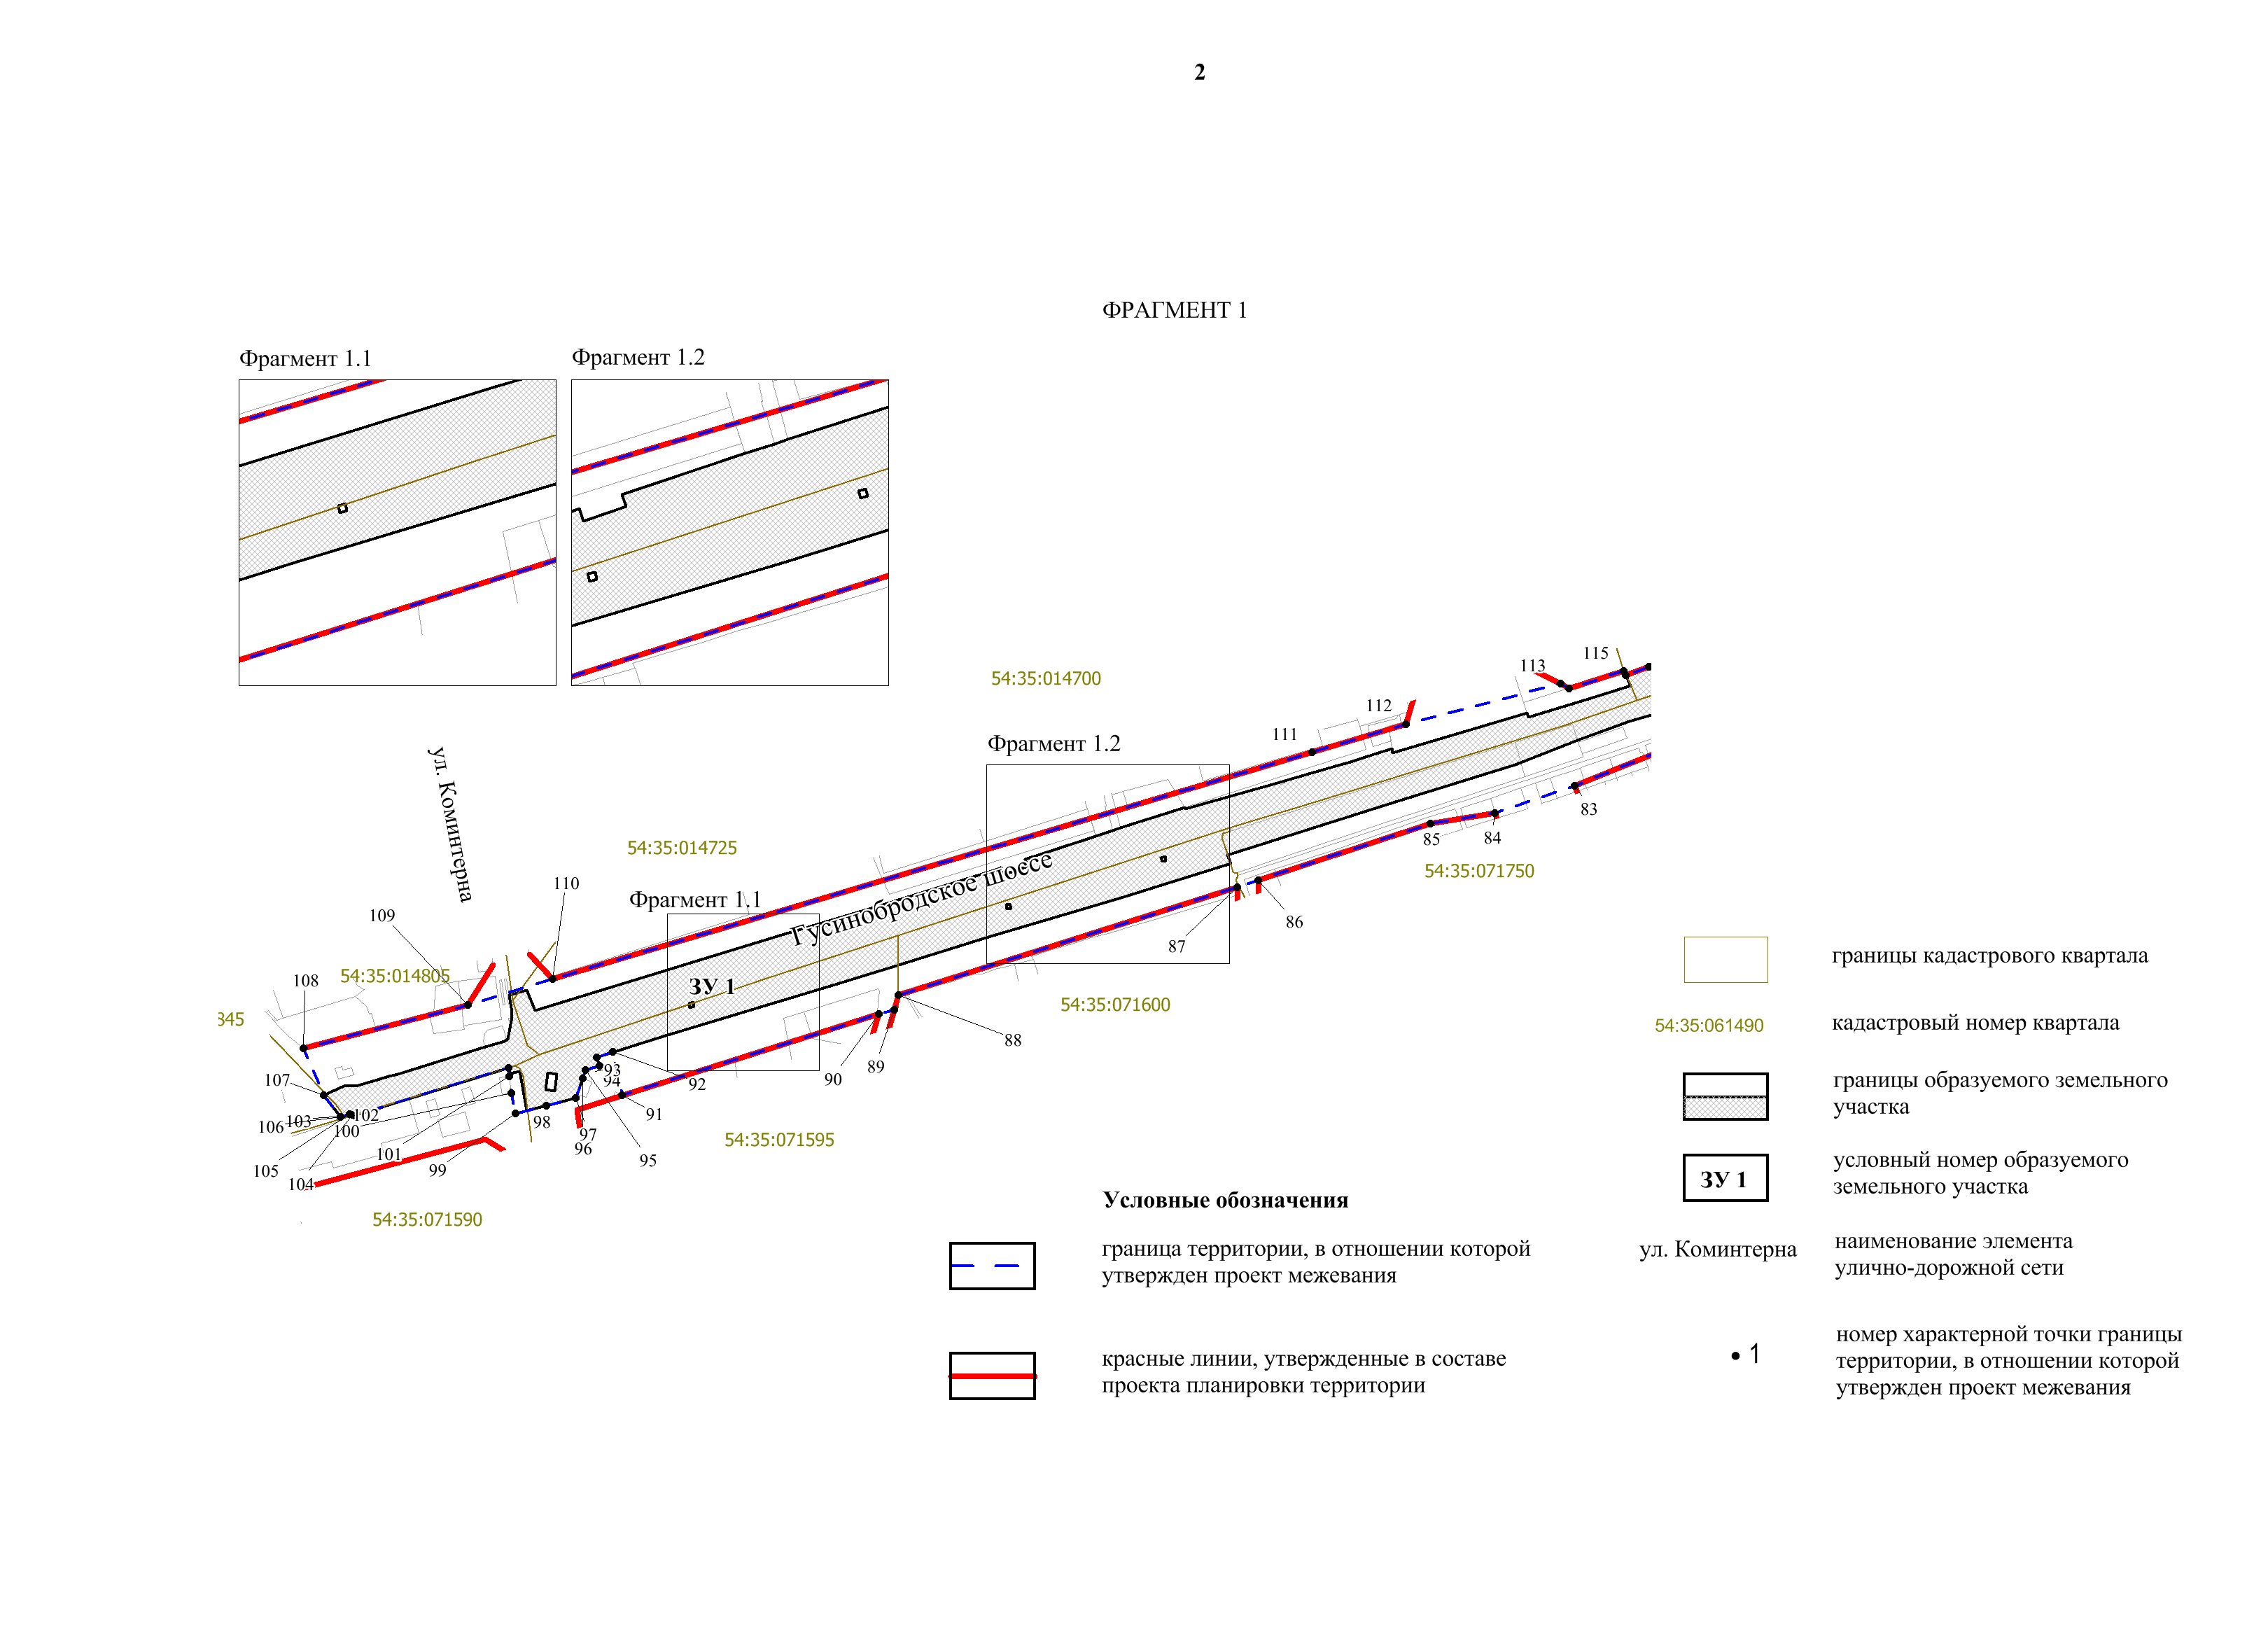 2
ФРАГМЕНТ 1
Фрагмент 1.1
Фрагмент 1.2
54:35:014700
115
113
112
111
Фрагмент 1.2
ул. Коминтерна
83
84
85
54:35:071750
54:35:014725
Гусинобродское шоссе
110
Фрагмент 1.1
109
86
87
54:35:014805
108
ЗУ 1
54:35:071600
345
88
89
90
92
93
94
107
91
102
103
106
100
98
97
96
95
101
99
105
104
54:35:071595
54:35:071590
границы кадастрового квартала
54:35:061490
кадастровый номер квартала
границы образуемого земельного
участка
ЗУ 1
условный номер образуемого
земельного участка
Условные обозначения
граница территории, в отношении которой
утвержден проект межевания
ул. Коминтерна
наименование элемента
улично-дорожной сети
красные линии, утвержденные в составе
проекта планировки территории
1
номер характерной точки границы
территории, в отношении которой
утвержден проект межевания